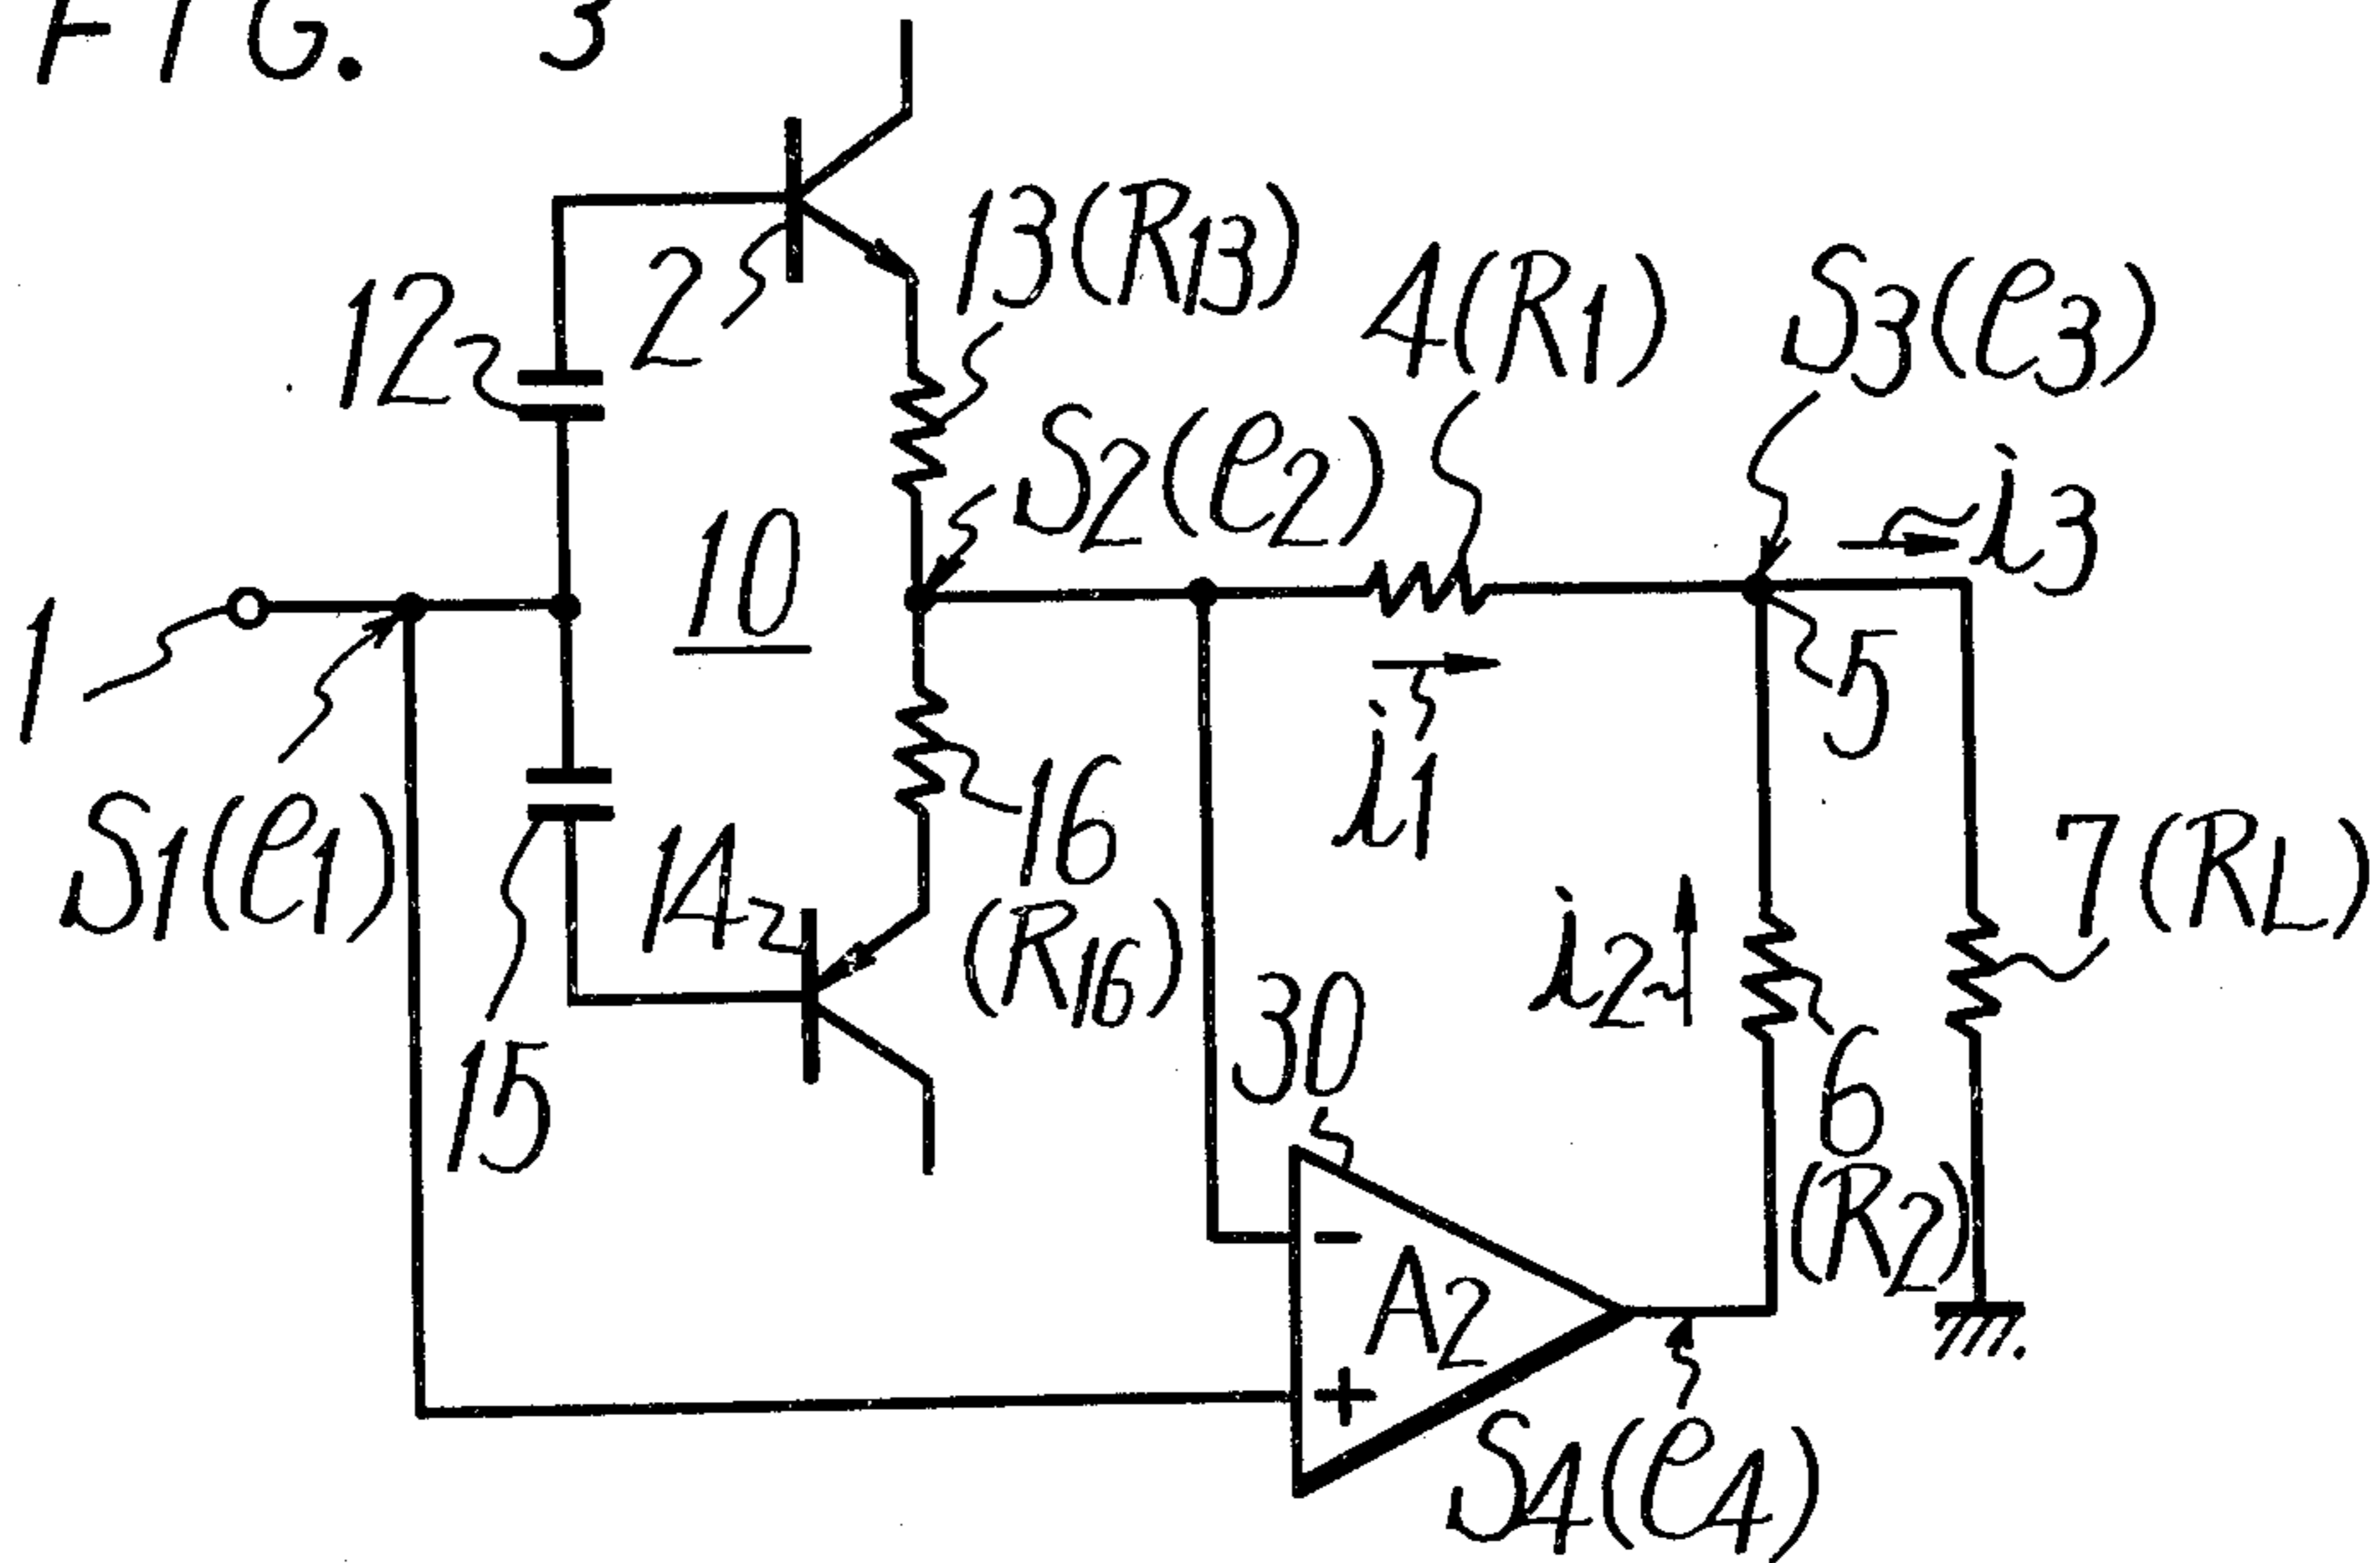 FIG. 3
13(R13)
2
12
4(R1)
S3(e3)
S2(e2)
i3
10
1
5
i1
S1(e1)
16
(R16)
14
7(RL)
i2
30
15
6
(R2)
-
A2
+
S4(e4)